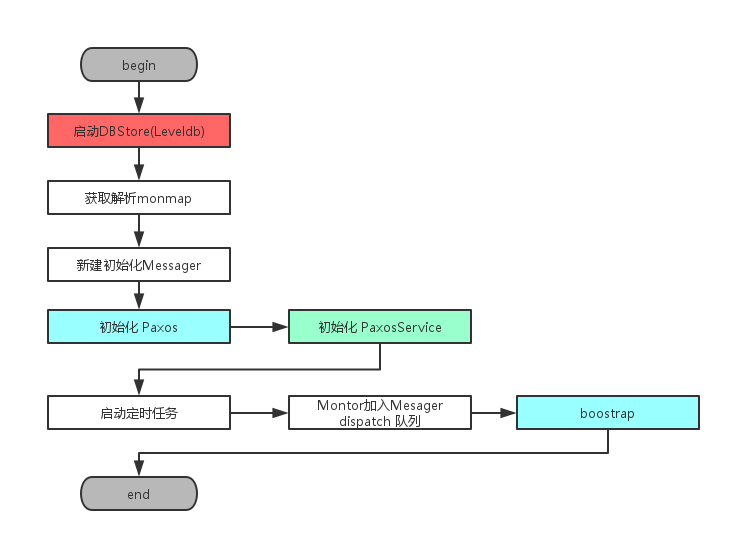 begin
启动DBStore(Leveldb)
获取解析monmap
新建初始化Messager
初始化 Paxos
初始化 PaxosService
启动定时任务
Montor加入Mesager
dispatch 队列
boostrap
end